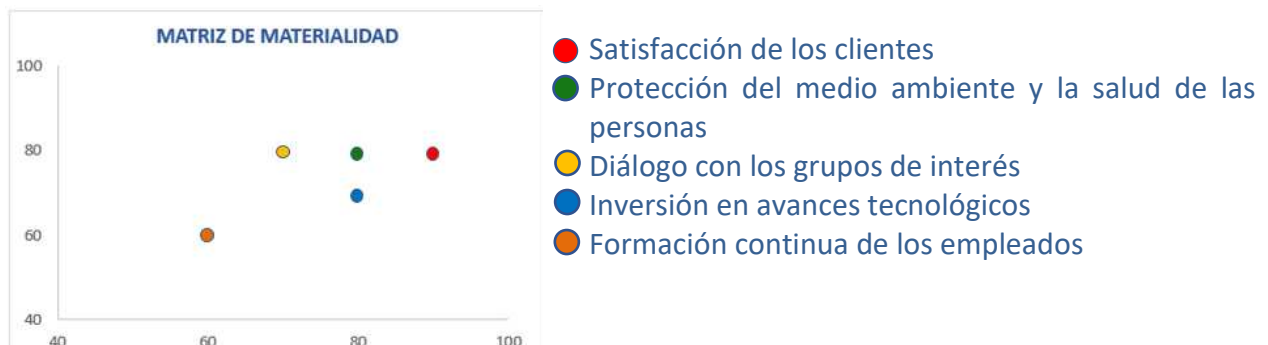 MATRIZ DE MATERIALIDAD
100
80
60
40
40 60 80 100
Satisfacción de los clientes
Protección del medio ambiente y la salud de las
personas
Diálogo con los grupos de interés
Inversión en avances tecnológicos
Formación continua de los empleados